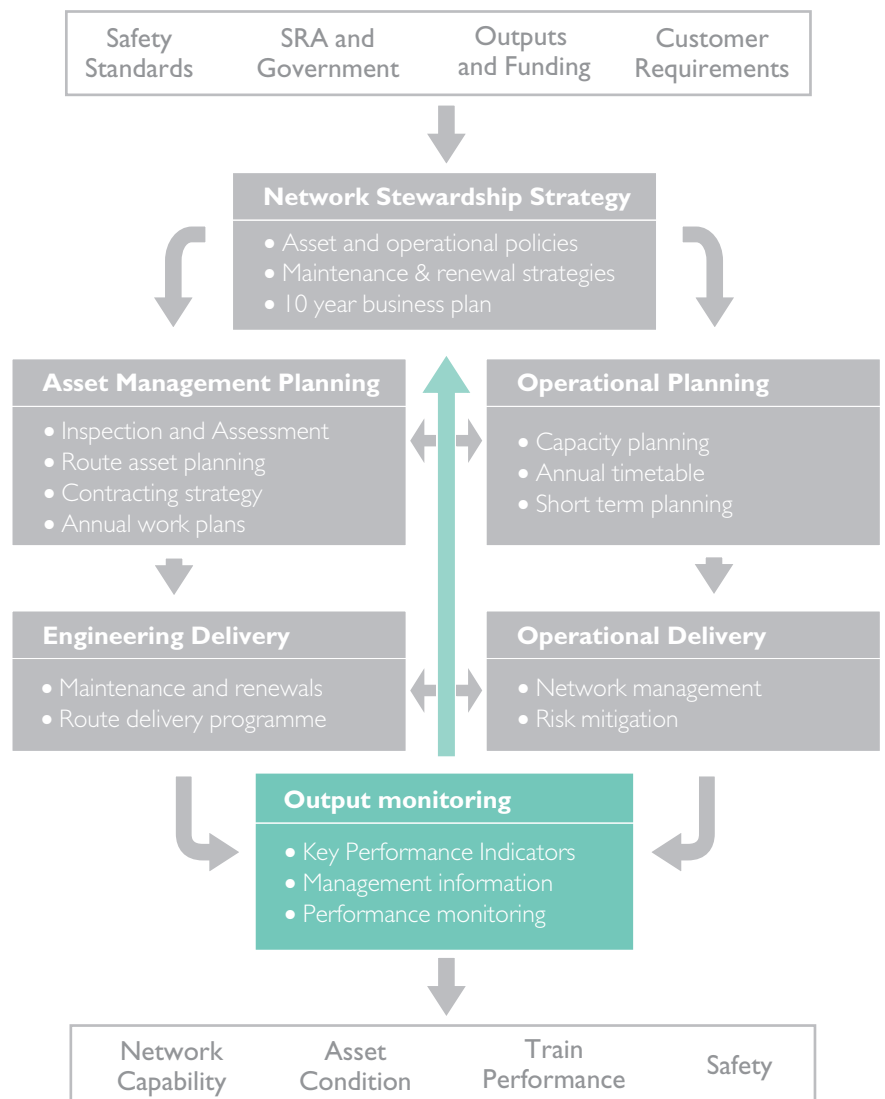 Safety
Standards
SRA and
Government
Outputs
and Funding
Customer
Requirements
Network Stewardship Strategy
• Asset and operational policies
• Maintenance & renewal strategies
• 10 year business plan
Asset Management Planning
• Inspection and Assessment
• Route asset planning
• Contracting strategy
• Annual work plans
Operational Planning
• Capacity planning
• Annual timetable
• Short term planning
Engineering Delivery
• Maintenance and renewals
• Route delivery programme
Operational Delivery
• Network management
• Risk mitigation
Output monitoring
• Key Performance Indicators
• Management information
• Performance monitoring
Network
Capability
Asset
Condition
Train
Performance
Safety